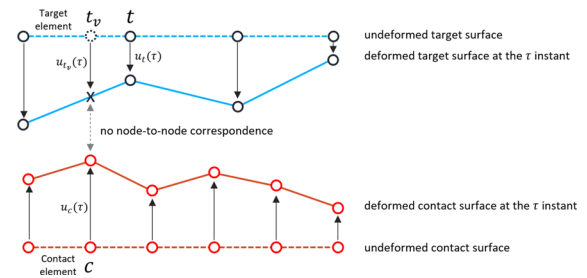 Target
element
t_v
t
undeformed target surface
deformed target surface at the τ instant
u_{t_v}(τ)
u_t(τ)
x
no node-to-node correspondence
u_c(τ)
deformed contact surface at the τ instant
undeformed contact surface
Contact
element
c